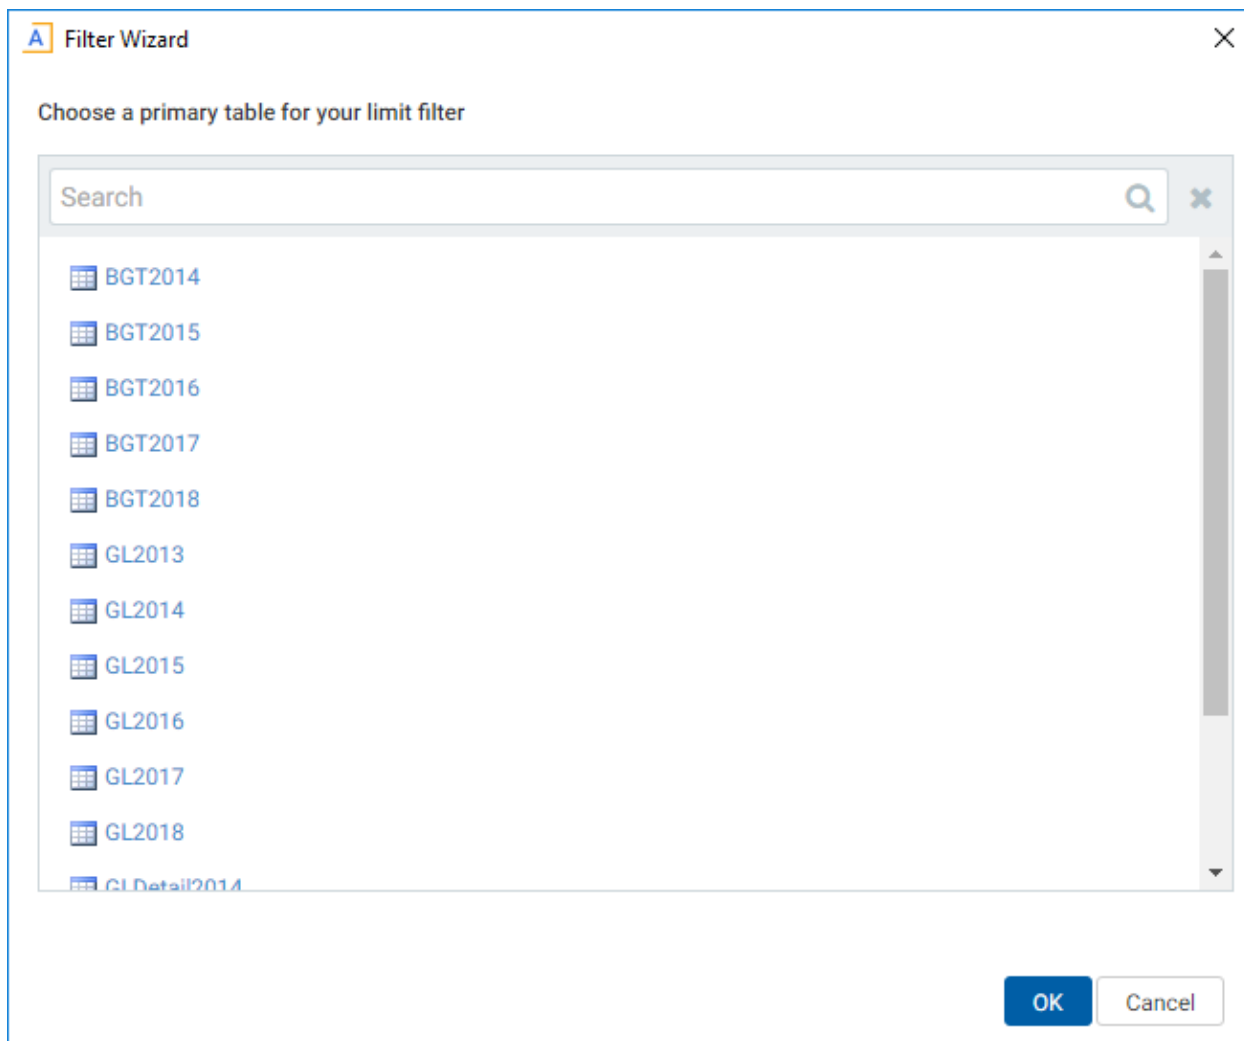 A Filter Wizard
Choose a primary table for your limit filter
Search
BGT2014
BGT2015
BGT2016
BGT2017
BGT2018
GL2013
GL2014
GL2015
GL2016
GL2017
GL2018
GLDetail2014
OK Cancel